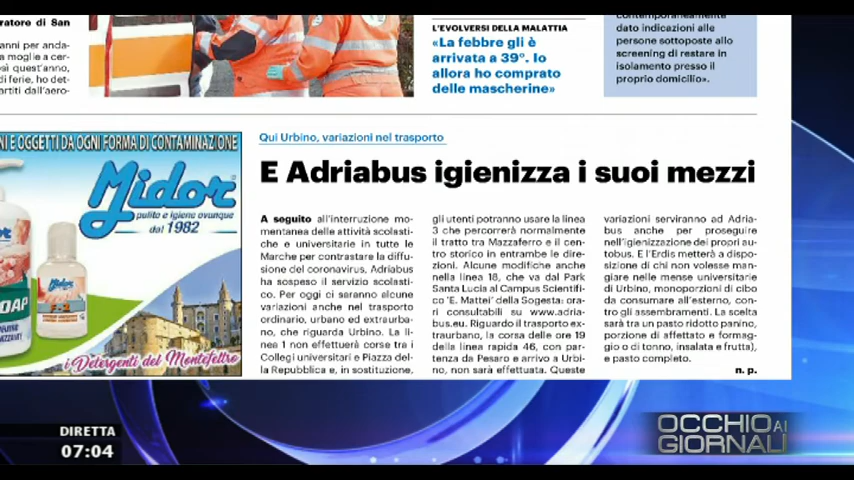 ratore di San
anni per anda-
a moglie a cer-
osì quest'anno,
di ferie, ho det-
partiti dall'aero-
L'EVOLVERSI DELLA MALATTIA
«La febbre gli è
arrivata a 39°. Io
allora ho comprato
delle mascherine»
contemporaneamente
dato indicazioni alle
persone sottoposte allo
screening di restare in
isolamento presso il
proprio domicilio».
NI E OGGETTI DA OGNI FORMA DI CONTAMINAZIONE
Midor
pulito e igiene ovunque
dal 1982
SOAP
i Detergenti del Montefeltro
Qui Urbino, variazioni nel trasporto
E Adriabus igienizza i suoi mezzi
A seguito all'interruzione mo-
mentanea delle attività scolasti-
che e universitarie in tutte le
Marche per contrastare la diffu-
sione del coronavirus, Adriabus
ha sospeso il servizio scolasti-
co. Per oggi ci saranno alcune
variazioni anche nel trasporto
ordinario, urbano ed extraurba-
no, che riguarda Urbino. La li-
nea 1 non effettuerà corse tra i
Collegi universitari e Piazza del-
la Repubblica e, in sostituzione,
gli utenti potranno usare la linea
3 che percorrerà normalmente
il tratto tra Mazzaferro e il cen-
tro storico in entrambe le dire-
zioni. Alcune modifiche anche
nella linea 18, che va dal Park
Santa Lucia al Campus Scientifi-
co 'E. Mattei' della Sogesta: ora-
ri consultabili su www.adria-
bus.eu. Riguardo il trasporto ex-
traurbano, la corsa delle ore 19
della linea rapida 46, con par-
tenza da Pesaro e arrivo a Urbi-
no, non sarà effettuata. Queste
variazioni serviranno ad Adria-
bus anche per proseguire
nell'igienizzazione dei propri au-
tobus. E l'Erdis metterà a dispo-
sizione di chi non volesse man-
giare nelle mense universitarie
di Urbino, monoporzioni di cibo
da consumare all'esterno, con-
tro gli assembramenti. La scelta
sarà tra un pasto ridotto panino,
porzione di affettato e formag-
gio o di tonno, insalata e frutta),
e pasto completo.
n. p.
DIRETTA
07:04
OCCHIO AI
GIORNALI